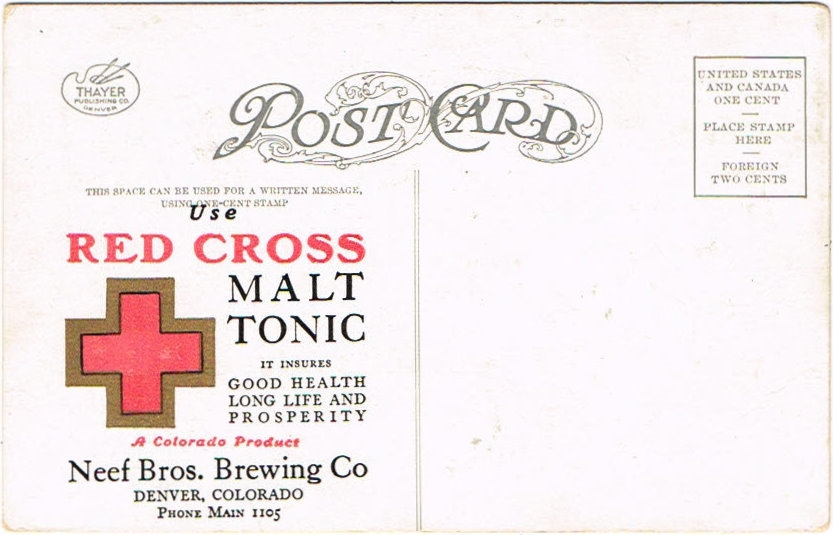 THAYER
PUBLISHING CO.
DENVER
POST CARD
UNITED STATES
AND CANADA
ONE CENT
PLACE STAMP
HERE
FOREIGN
TWO CENTS
THIS SPACE CAN BE USED FOR A WRITTEN MESSAGE,
USING ONE-CENT STAMP
Use
RED CROSS
MALT
TONIC
IT INSURES
GOOD HEALTH
LONG LIFE AND
PROSPERITY
A Colorado Product
Neef Bros. Brewing Co
DENVER, COLORADO
PHONE MAIN 1105